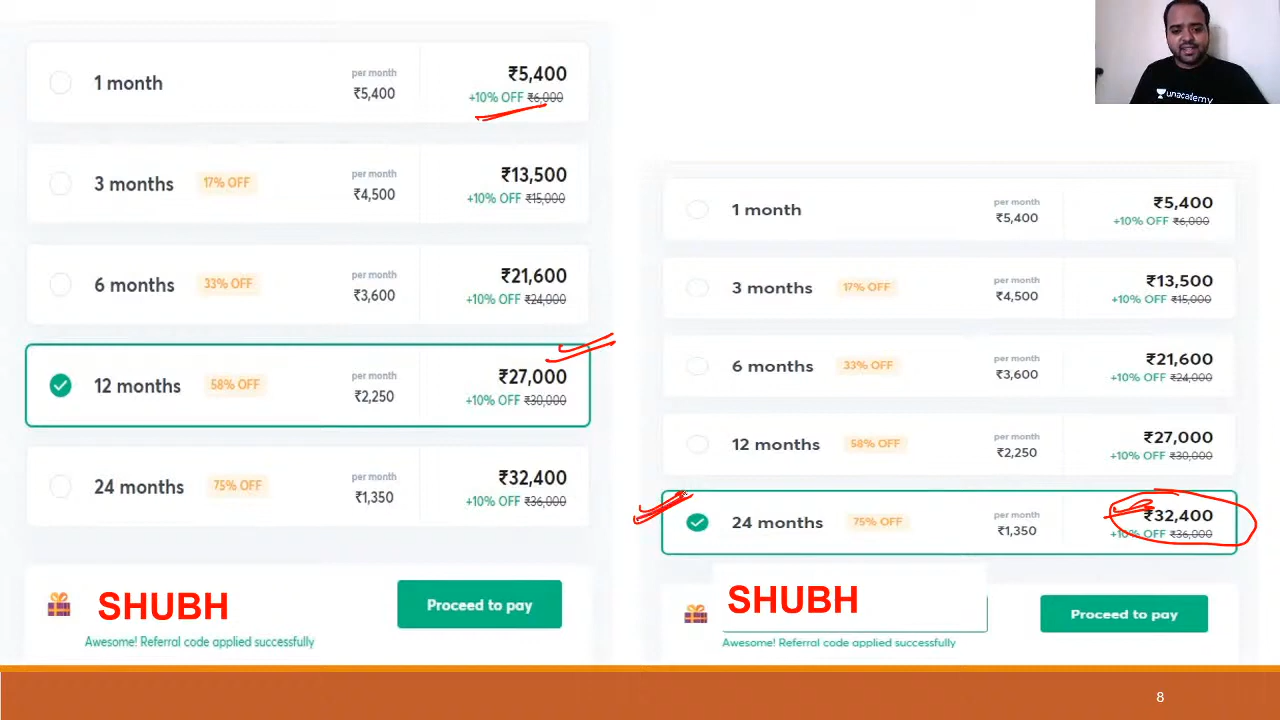 1 month
per month
₹5,400
₹5,400
+10% OFF ₹6,000
3 months
17% OFF
per month
₹4,500
₹13,500
+10% OFF ₹15,000
6 months
33% OFF
per month
₹3,600
₹21,600
+10% OFF ₹24,000
12 months
58% OFF
per month
₹2,250
₹27,000
+10% OFF ₹30,000
24 months
75% OFF
per month
₹1,350
₹32,400
+10% OFF ₹36,000
SHUBH
Proceed to pay
Awesome! Referral code applied successfully
unacademy
1 month
per month
₹5,400
₹5,400
+10% OFF ₹6,000
3 months
17% OFF
per month
₹4,500
₹13,500
+10% OFF ₹15,000
6 months
33% OFF
per month
₹3,600
₹21,600
+10% OFF ₹24,000
12 months
58% OFF
per month
₹2,250
₹27,000
+10% OFF ₹30,000
24 months
75% OFF
per month
₹1,350
₹32,400
+10% OFF ₹36,000
SHUBH
Proceed to pay
Awesome! Referral code applied successfully
8